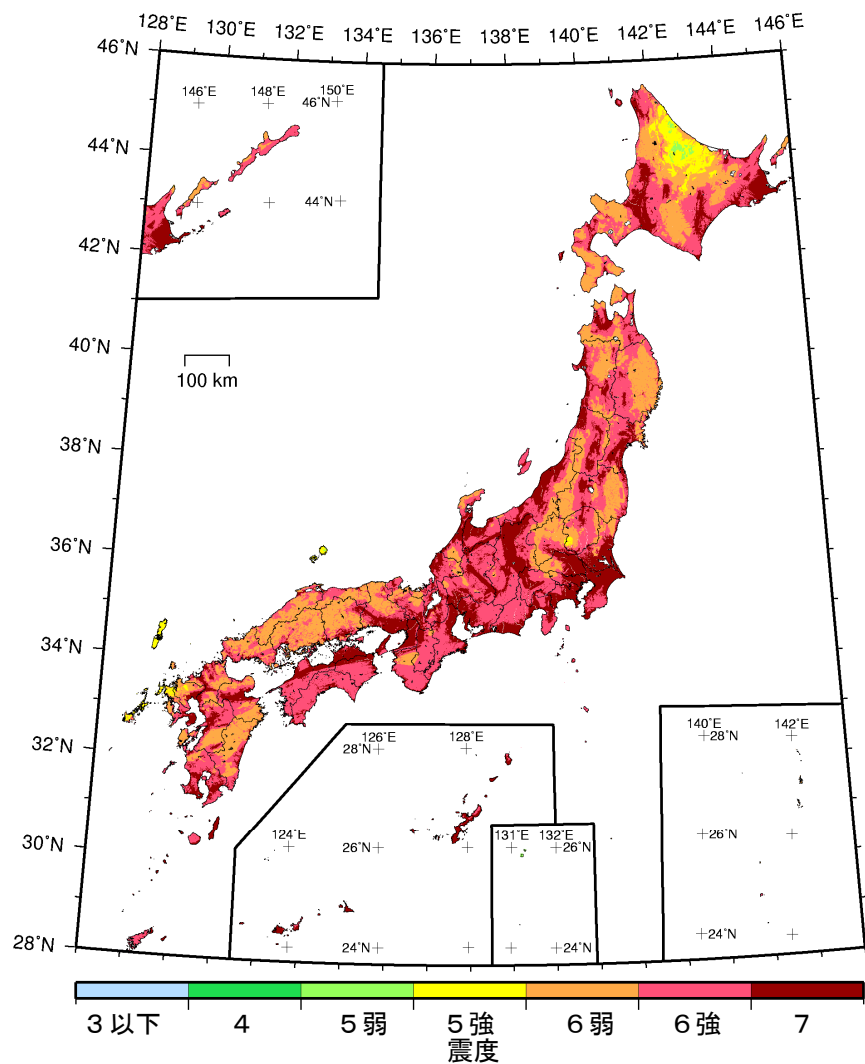 128˚E 130˚E 132˚E 134˚E 136˚E 138˚E 140˚E 142˚E 144˚E 146˚E
46˚N
146˚E 148˚E 150˚E
46˚N
44˚N
44˚N
42˚N
40˚N
100 km
38˚N
36˚N
34˚N
32˚N
126˚E 128˚E
28˚N
140˚E 142˚E
28˚N
30˚N
124˚E
26˚N
131˚E 132˚E
26˚N
26˚N
28˚N
24˚N
24˚N
24˚N
3以下 4 5弱 5強 6弱 6強 7
震度